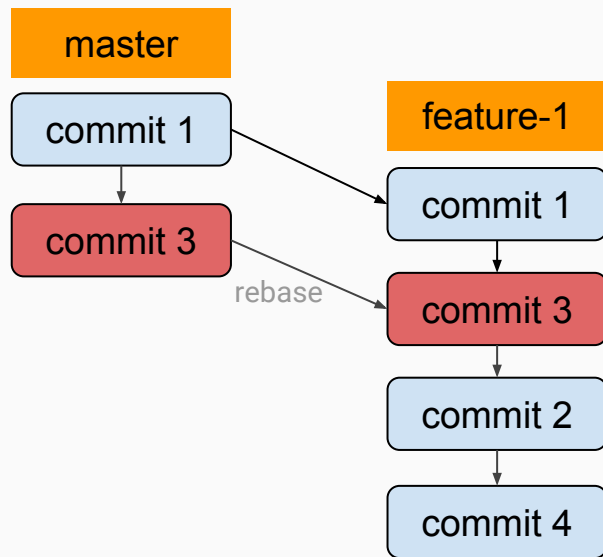 master
commit 1
commit 3
rebase
feature-1
commit 1
commit 3
commit 2
commit 4